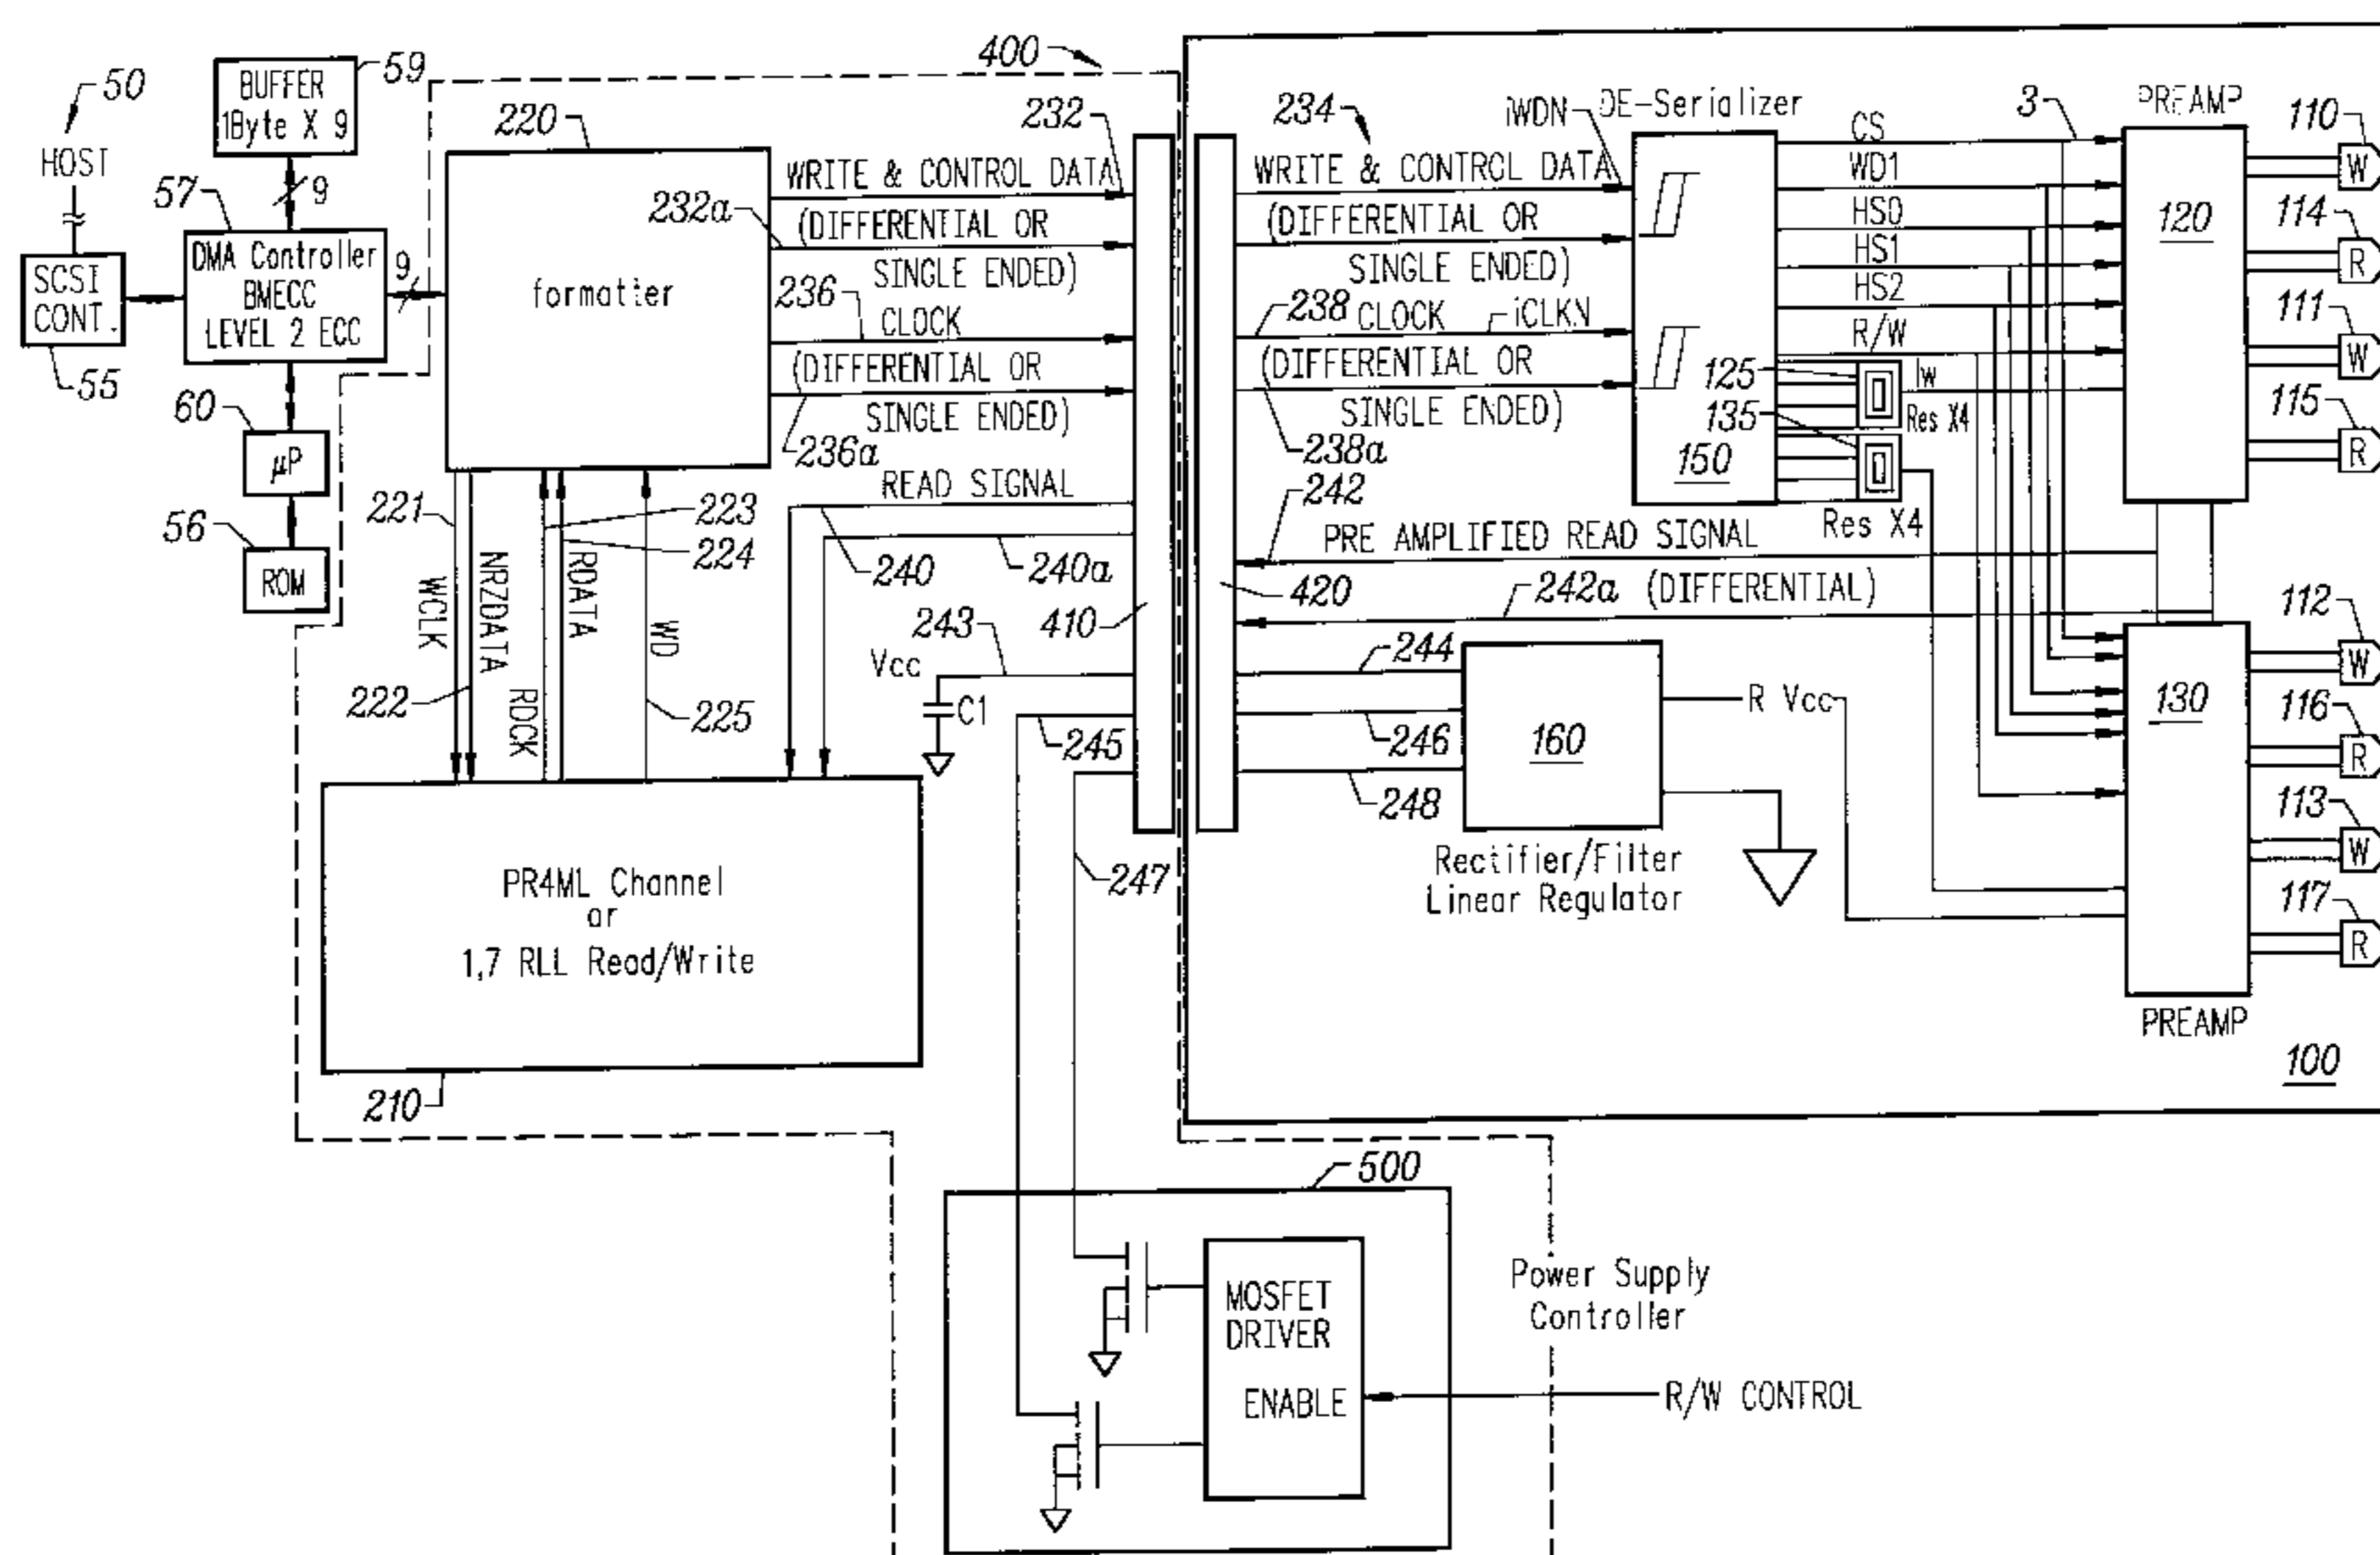 50
HOST
SCSI
CONT.
55
BUFFER
1Byte X 9
59
9
57
DMA Controller
BMECC
LEVEL 2 ECC
9
60
µP
56
ROM
400
220
formatter
232
WRITE & CONTROL DATA
232a
(DIFFERENTIAL OR
SINGLE ENDED)
236
CLOCK
(DIFFERENTIAL OR
SINGLE ENDED)
236a
READ SIGNAL
240
240a
221
WCLK
222
NRZDATA
223
RDCK
224
RDATA
WD
225
243
Vcc
C1
245
247
410
420
PR4ML Channel
or
1,7 RLL Read/Write
210
234
iWDN
DE-Serializer
WRITE & CONTROL DATA
(DIFFERENTIAL OR
SINGLE ENDED)
238
CLOCK
iCLKN
(DIFFERENTIAL OR
SINGLE ENDED)
238a
242
PRE AMPLIFIED READ SIGNAL
242a (DIFFERENTIAL)
244
246
248
160
R Vcc
Rectifier/Filter
Linear Regulator
150
125
135
Iw
Res X4
Res X4
3
CS
WD1
HS0
HS1
HS2
R/W
PREAMP
120
130
PREAMP
110
W
114
R
111
W
115
R
112
W
116
R
113
W
117
R
100
500
MOSFET
DRIVER
ENABLE
Power Supply
Controller
R/W CONTROL